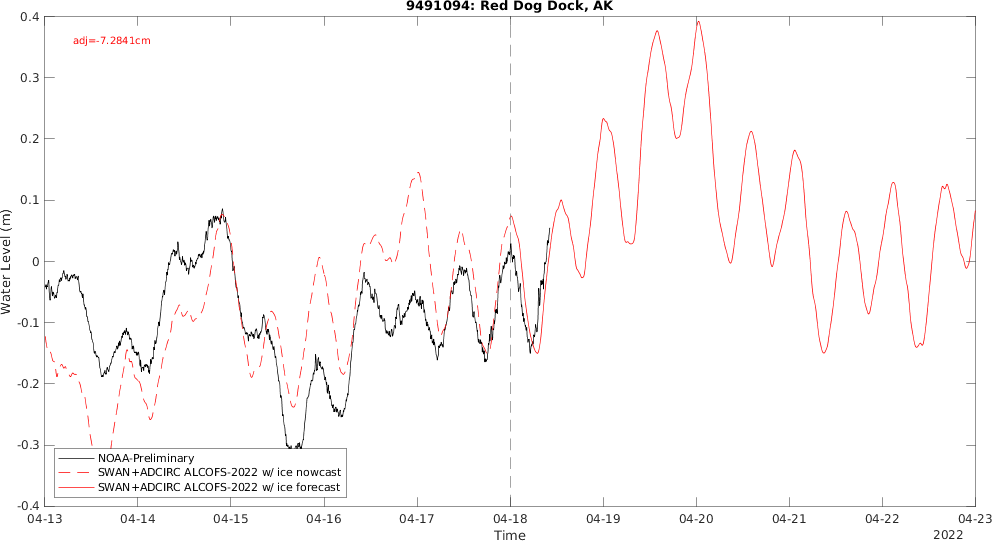 9491094: Red Dog Dock, AK
adj=-7.2841cm
0.4
0.3
0.2
0.1
0
-0.1
-0.2
-0.3
-0.4
Water Level (m)
NOAA-Preliminary
SWAN+ADCIRC ALCOFS-2022 w/ ice nowcast
SWAN+ADCIRC ALCOFS-2022 w/ ice forecast
04-13 04-14 04-15 04-16 04-17 04-18 04-19 04-20 04-21 04-22 04-23
Time
2022